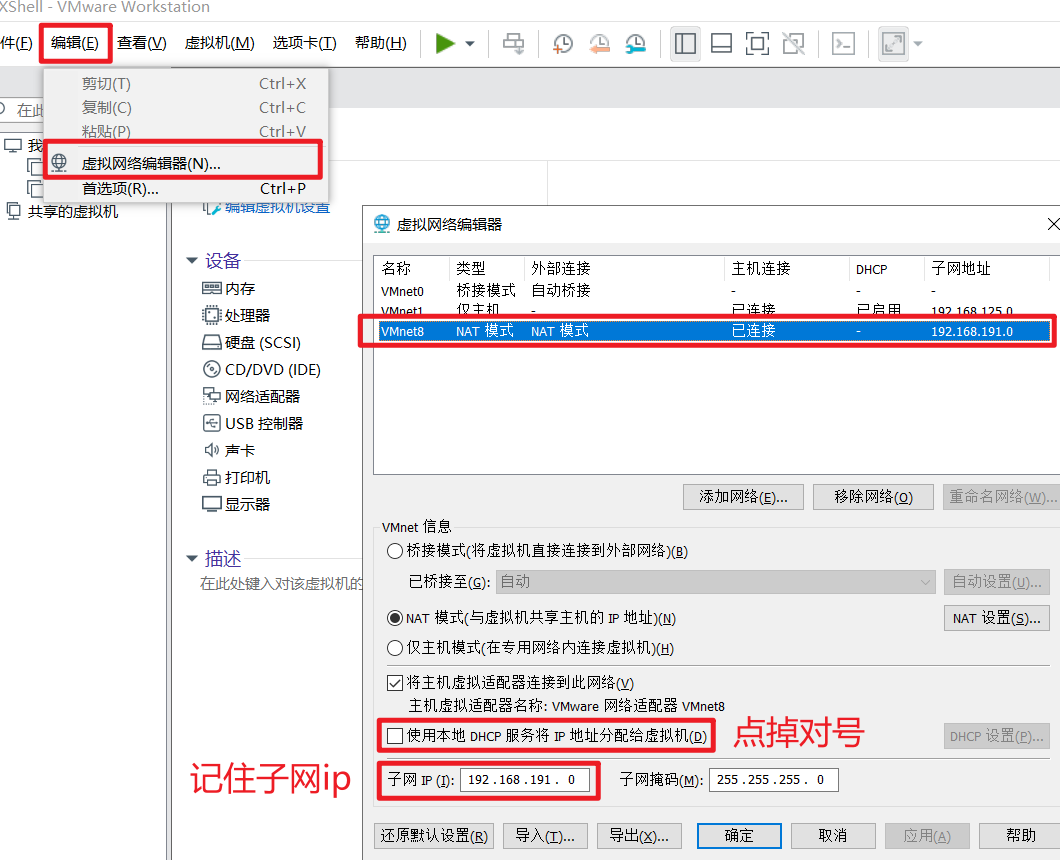 XShell - VMware Workstation
件(F) 编辑(E) 查看(V) 虚拟机(M) 选项卡(T) 帮助(H)
剪切(T) Ctrl+X
复制(C) Ctrl+C
粘贴(P) Ctrl+V
虚拟网络编辑器(N)...
首选项(R)... Ctrl+P
在此
我
共享的虚拟机
编辑虚拟机设置
设备
内存
处理器
硬盘 (SCSI)
CD/DVD (IDE)
网络适配器
USB 控制器
声卡
打印机
显示器
描述
在此处键入对该虚拟机的
记住子网ip
虚拟网络编辑器
名称 类型 外部连接 主机连接 DHCP 子网地址
VMnet0 桥接模式 自动桥接 - - -
VMnet1 仅主机... - 已连接 已启用 192.168.125.0
VMnet8 NAT 模式 NAT 模式 已连接 - 192.168.191.0
添加网络(E)... 移除网络(O) 重命名网络(W)...
VMnet 信息
桥接模式(将虚拟机直接连接到外部网络)(B)
已桥接至(G): 自动 自动设置(U)...
NAT 模式(与虚拟机共享主机的 IP 地址)(N) NAT 设置(S)...
仅主机模式(在专用网络内连接虚拟机)(H)
将主机虚拟适配器连接到此网络(V)
主机虚拟适配器名称: VMware 网络适配器 VMnet8
使用本地 DHCP 服务将 IP 地址分配给虚拟机(D) 点掉对号 DHCP 设置(P)...
子网 IP (I): 192.168.191. 0 子网掩码(M): 255.255.255. 0
还原默认设置(R) 导入(T)... 导出(X)... 确定 取消 应用(A) 帮助